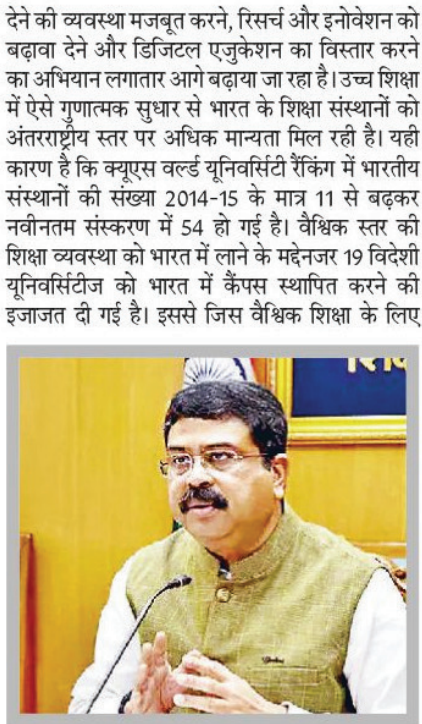 देने की व्यवस्था मजबूत करने, रिसर्च और इनोवेशन को
बढ़ावा देने और डिजिटल एजुकेशन का विस्तार करने
का अभियान लगातार आगे बढ़ाया जा रहा है। उच्च शिक्षा
में ऐसे गुणात्मक सुधार से भारत के शिक्षा संस्थानों को
अंतरराष्ट्रीय स्तर पर अधिक मान्यता मिल रही है। यही
कारण है कि क्यूएस वर्ल्ड यूनिवर्सिटी रैंकिंग में भारतीय
संस्थानों की संख्या 2014-15 के मात्र 11 से बढ़कर
नवीनतम संस्करण में 54 हो गई है। वैश्विक स्तर की
शिक्षा व्यवस्था को भारत में लाने के मद्देनजर 19 विदेशी
यूनिवर्सिटीज को भारत में कैंपस स्थापित करने की
इजाजत दी गई है। इससे जिस वैश्विक शिक्षा के लिए